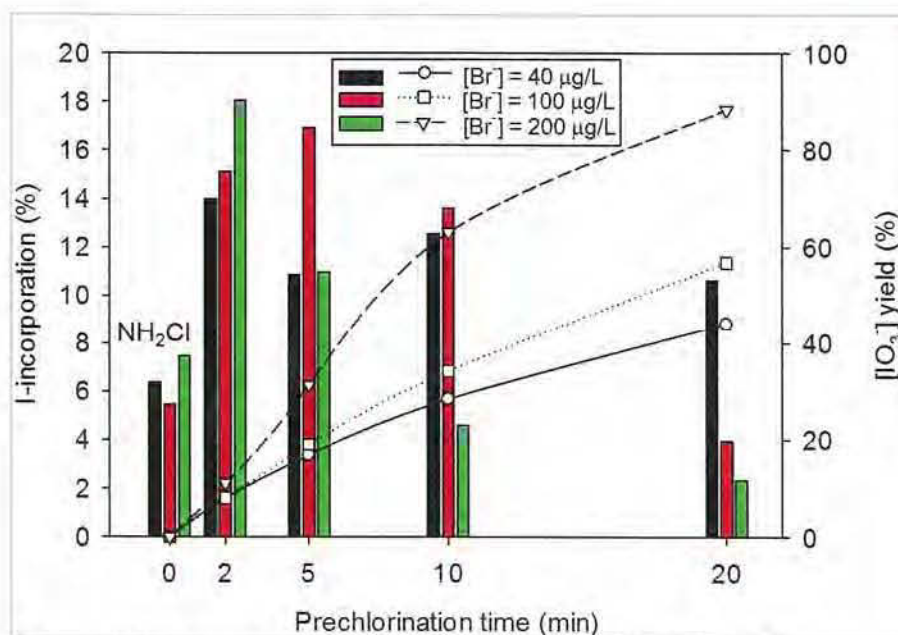 20
18
16
14
12
10
8
6
4
2
0
I-incorporation (%)
[Br⁻] = 40 µg/L
[Br⁻] = 100 µg/L
[Br⁻] = 200 µg/L
NH₂Cl
100
80
60
40
20
0
[IO₃⁻] yield (%)
0 2 5 10 20
Prechlorination time (min)